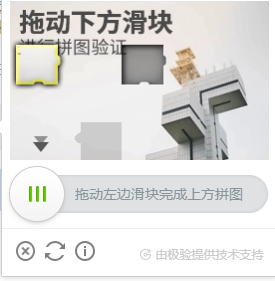 拖动下方滑块
进行拼图验证
拖动左边滑块完成上方拼图
由极验提供技术支持